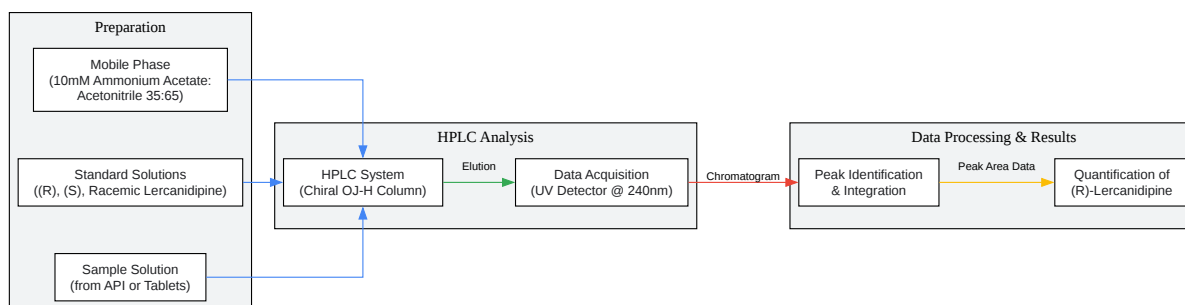 Preparation
Mobile Phase
(10mM Ammonium Acetate:
Acetonitrile 35:65)
Standard Solutions
((R), (S), Racemic Lercanidipine)
Sample Solution
(from API or Tablets)
HPLC Analysis
HPLC System
(Chiral OJ-H Column)
Elution
Data Acquisition
(UV Detector @ 240nm)
Chromatogram
Data Processing & Results
Peak Identification
& Integration
Peak Area Data
Quantification of
(R)-Lercanidipine